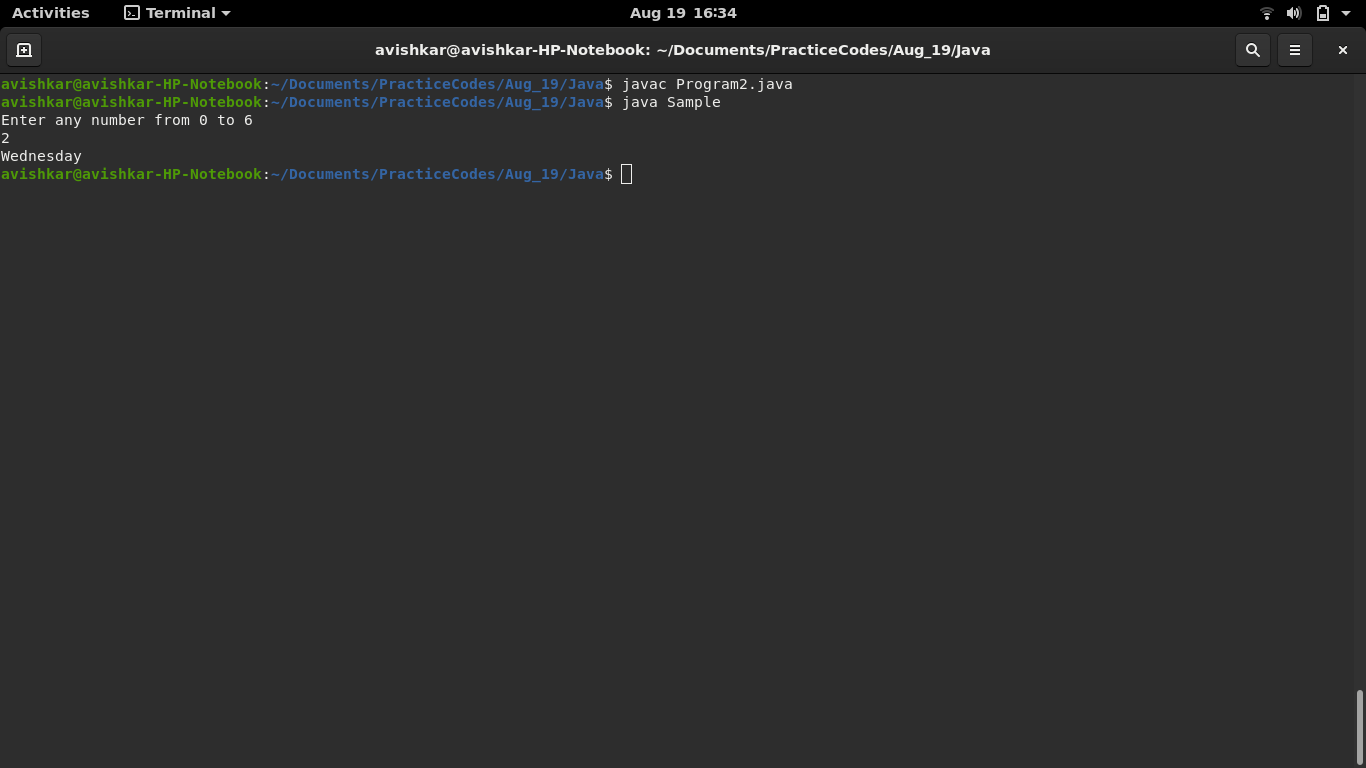 Activities Terminal Aug 19 16:34
avishkar@avishkar-HP-Notebook: ~/Documents/PracticeCodes/Aug_19/Java
avishkar@avishkar-HP-Notebook:~/Documents/PracticeCodes/Aug_19/Java$ javac Program2.java
avishkar@avishkar-HP-Notebook:~/Documents/PracticeCodes/Aug_19/Java$ java Sample
Enter any number from 0 to 6
2
Wednesday
avishkar@avishkar-HP-Notebook:~/Documents/PracticeCodes/Aug_19/Java$